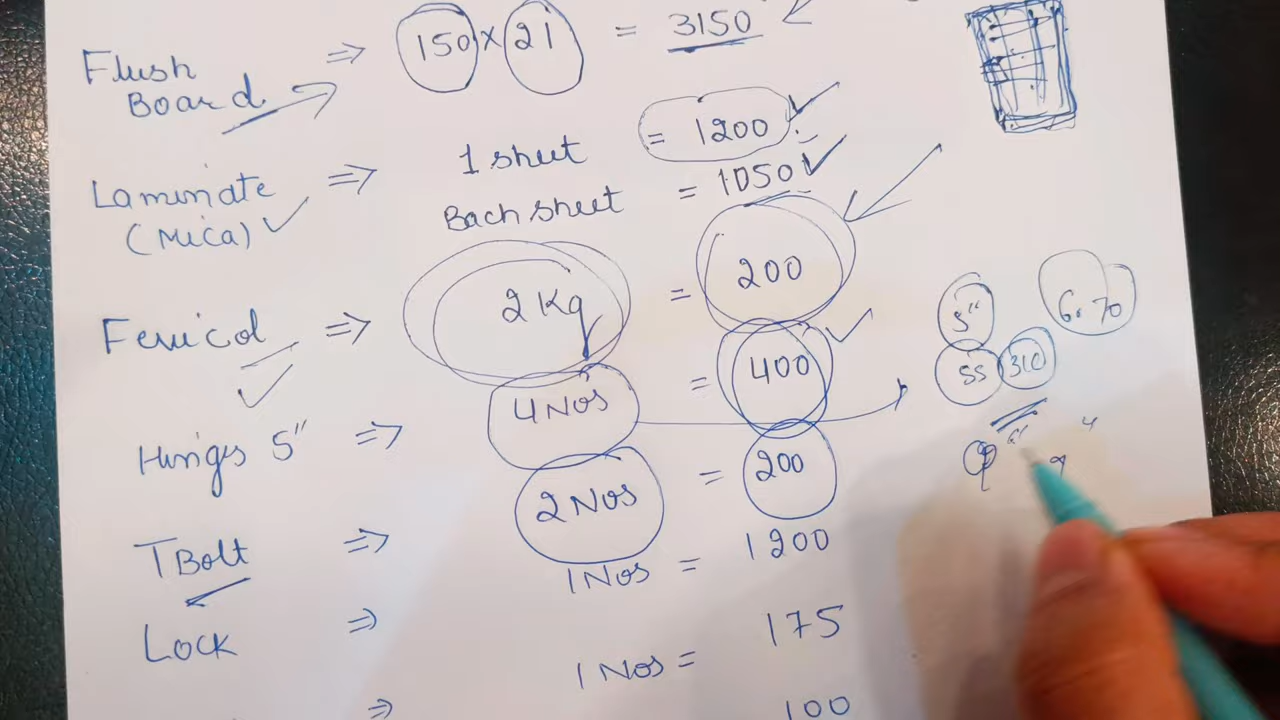 Flush Board ⇒ 150 × 21 = 3150
Laminate (Mica) ⇒ 1 sheet = 1200
Bach sheet = 1050
Fevicol ⇒ 2 Kg = 200
Hinges 5" ⇒ 4 Nos = 400
T Bolt ⇒ 2 Nos = 200
Lock ⇒ 1 Nos = 1200
1 Nos = 175
⇒ 100
5"
6.70
SS 310